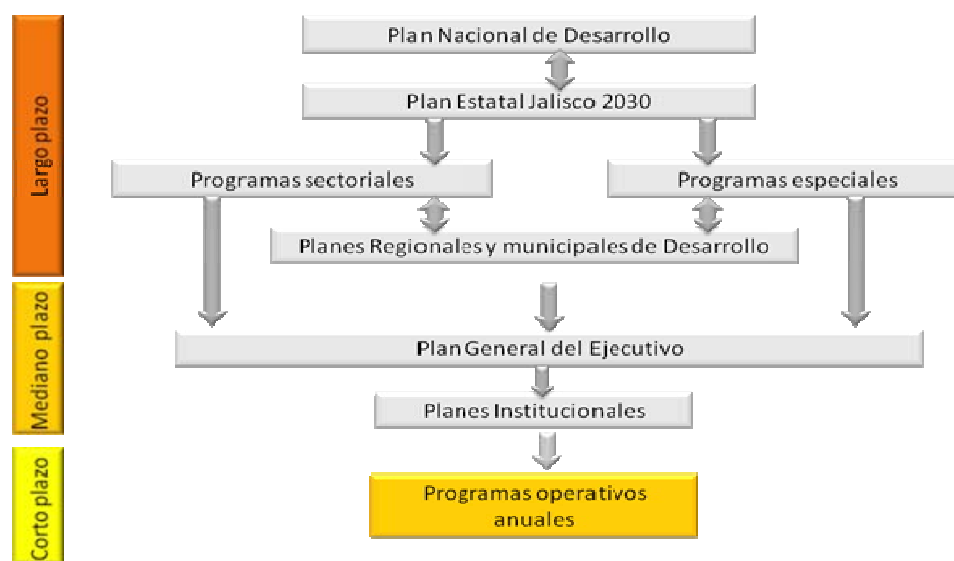 Plan Nacional de Desarrollo
Plan Estatal Jalisco 2030
Programas sectoriales
Programas especiales
Planes Regionales y municipales de Desarrollo
Plan General del Ejecutivo
Planes Institucionales
Programas operativos
anuales
Largo plazo
Mediano plazo
Corto plazo